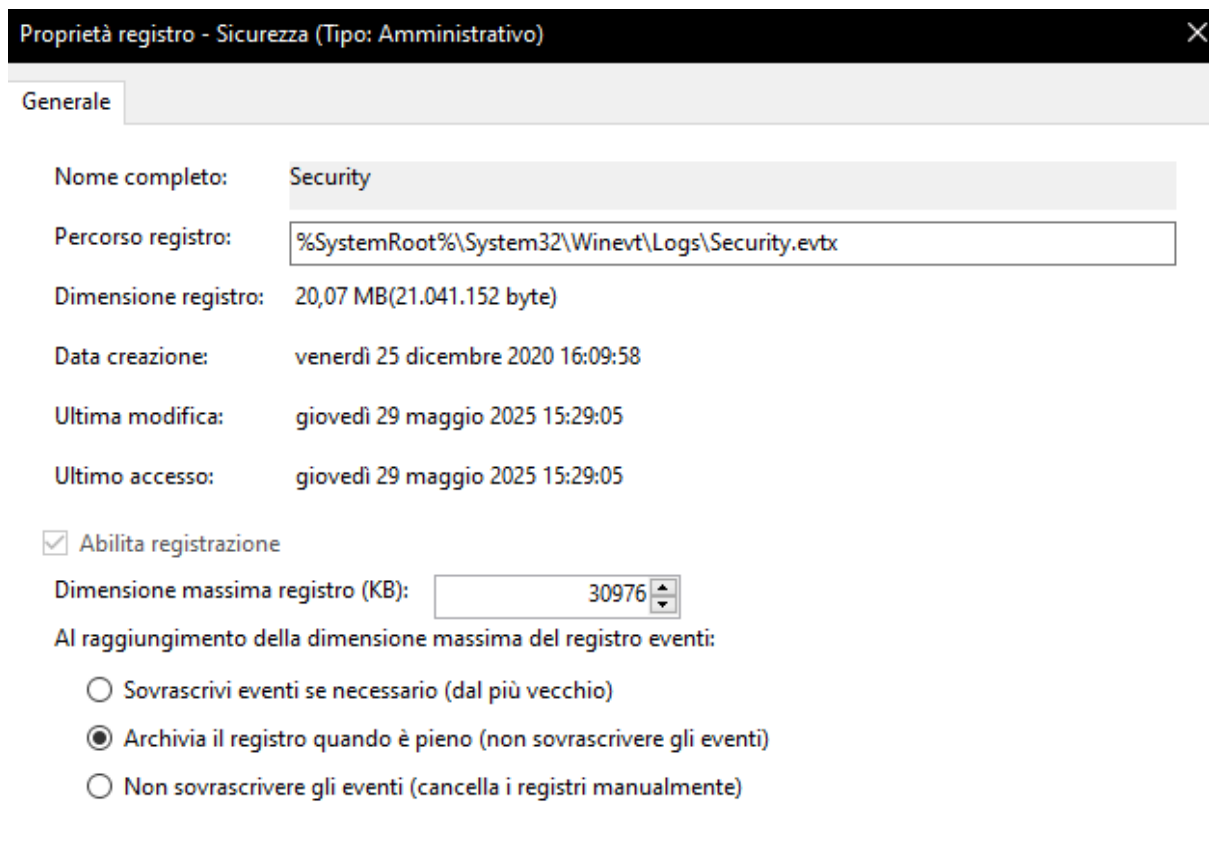 Proprietà registro - Sicurezza (Tipo: Amministrativo)
Generale
Nome completo: Security
Percorso registro: %SystemRoot%\System32\Winevt\Logs\Security.evtx
Dimensione registro: 20,07 MB(21.041.152 byte)
Data creazione: venerdì 25 dicembre 2020 16:09:58
Ultima modifica: giovedì 29 maggio 2025 15:29:05
Ultimo accesso: giovedì 29 maggio 2025 15:29:05
Abilita registrazione
Dimensione massima registro (KB): 30976
Al raggiungimento della dimensione massima del registro eventi:
Sovrascrivi eventi se necessario (dal più vecchio)
Archivia il registro quando è pieno (non sovrascrivere gli eventi)
Non sovrascrivere gli eventi (cancella i registri manualmente)